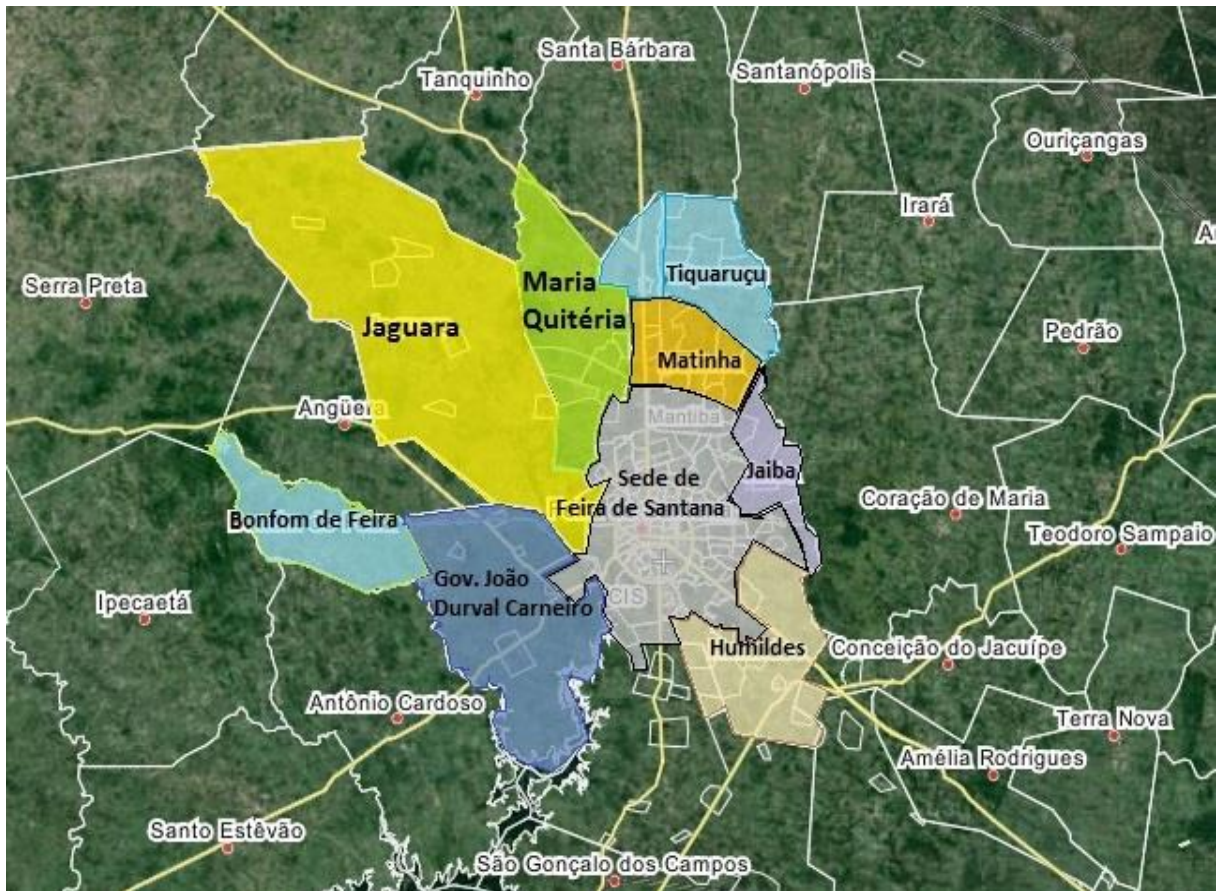 Santa Bárbara
Tanquinho
Santanópolis
Ouriçangas
Irará
A
Tiquaruçu
Serra Preta
Maria
Quitéria
Jaguara
Pedrão
Matinha
Angüera
Mantiba
Jaiba
Sede de
Feira de Santana
Coração de Maria
Bonfom de Feira
Teodoro Sampaio
Gov. João
Durval Carneiro
CIS
Ipecaetá
Humildes
Conceição do Jacuípe
Antônio Cardoso
Terra Nova
Amélia Rodrigues
Santo Estêvão
São Gonçalo dos Campos